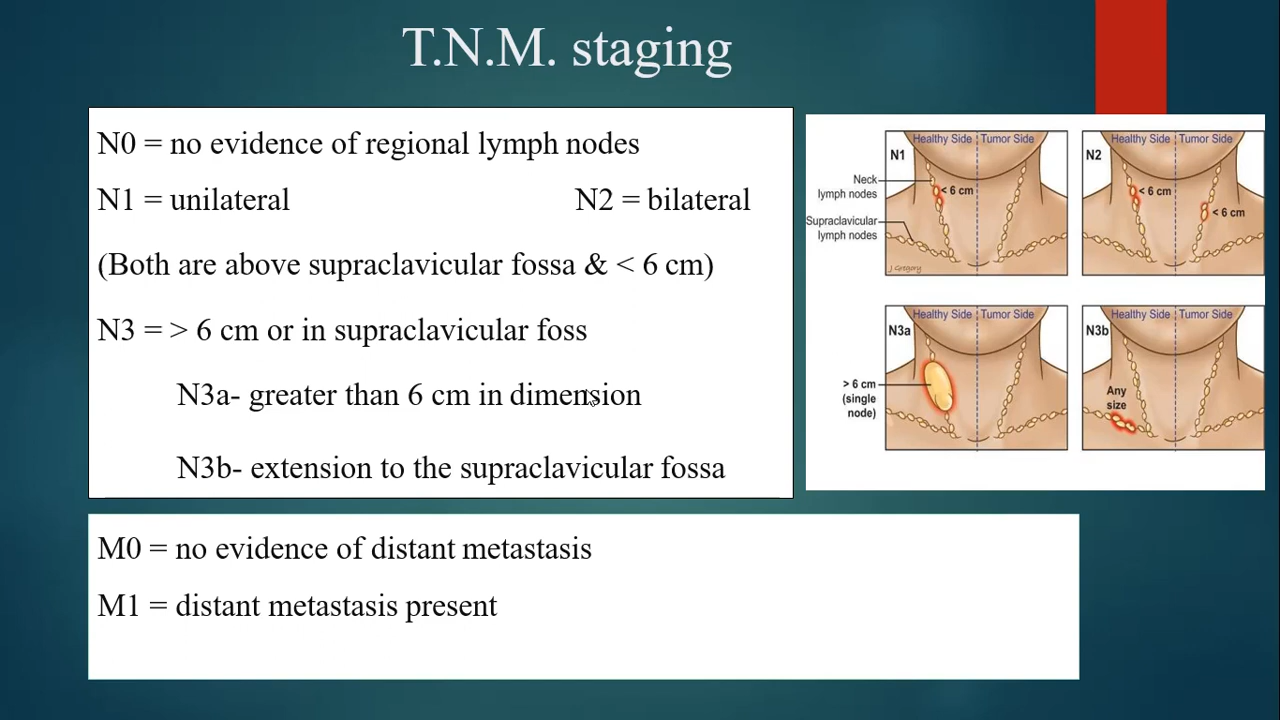 T.N.M. staging
N0 = no evidence of regional lymph nodes
N1 = unilateral N2 = bilateral
(Both are above supraclavicular fossa & < 6 cm)
N3 = > 6 cm or in supraclavicular foss
N3a- greater than 6 cm in dimension
N3b- extension to the supraclavicular fossa
M0 = no evidence of distant metastasis
M1 = distant metastasis present
Healthy Side Tumor Side
N1
Neck
lymph nodes
< 6 cm
Supraclavicular
lymph nodes
J.Gregory
Healthy Side Tumor Side
N2
< 6 cm
< 6 cm
Healthy Side Tumor Side
N3a
> 6 cm
(single
node)
Healthy Side Tumor Side
N3b
Any
size